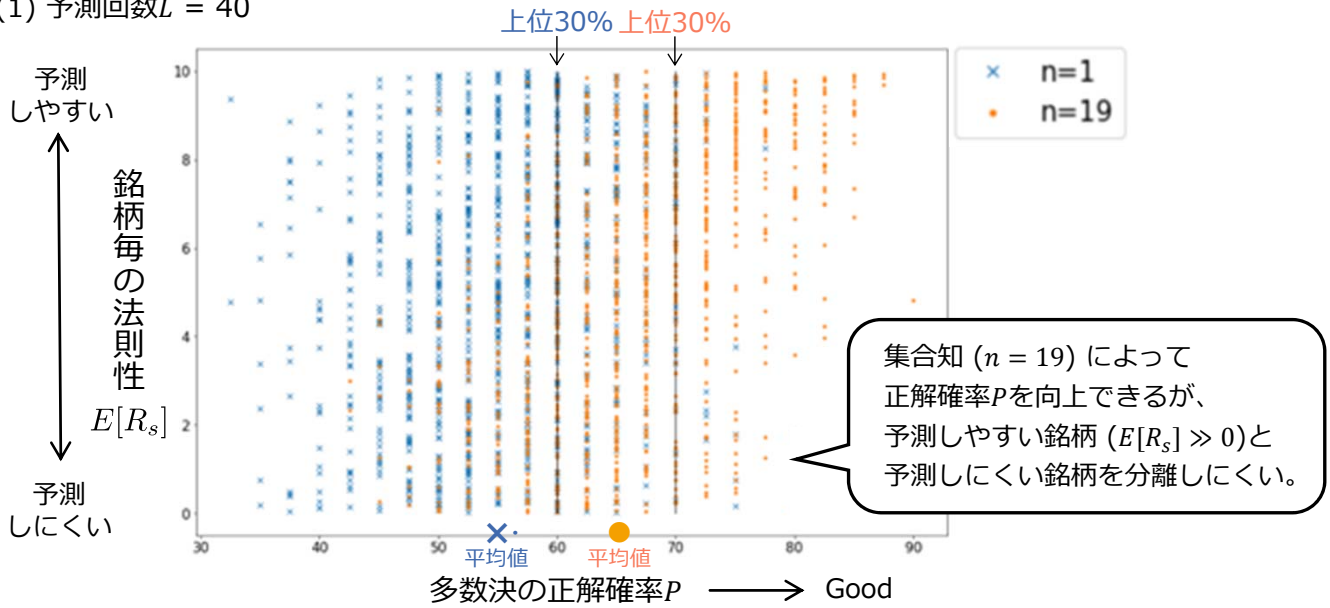 (1) 予測回数L = 40
上位30% 上位30%
予測
しやすい
銘柄毎の法則性
E[R_s]
予測
しにくい
10
8
6
4
2
0
30 40 50 60 70 80 90
平均値 平均値
多数決の正解確率P Good
n=1
n=19
集合知 (n = 19) によって
正解確率Pを向上できるが、
予測しやすい銘柄 (E[R_s] ≫ 0)と
予測しにくい銘柄を分離しにくい。